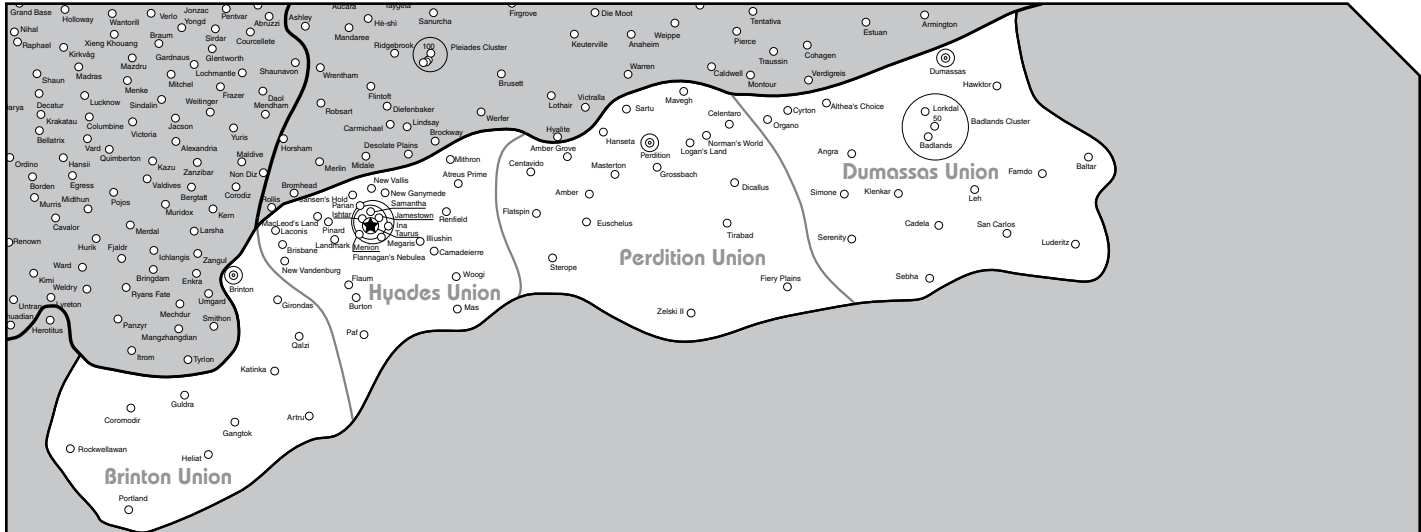 Grand Base
Holloway
Wantorill
Verlo
Jonzac
Yongd
Pentvar
Abruzzi
Ashley
Sanurcha
Firgrove
Die Moot
Tentativa
Estuan
Armington
Nihal
Raphael
Kirkvåg
Xieng Khouang
Braum
Sirdar
Courcellete
Hè-shì
Mandaree
Keuterville
Anaheim
Weippe
Pierce
Traussin
Cohagen
Mazdru
Gardnaus
Glentworth
Ridgebrook
100
Pleiades Cluster
Shaun
Madras
Menke
Mitchel
Lochmantle
Shaunavon
Wrentham
Brusett
Warren
Caldwell
Montour
Verdigreis
Dumassas
Hawktor
Decatur
Lucknow
Sindalin
Weitinger
Frazer
Daol
Mendham
Robsart
Flintoft
Diefenbaker
Lothair
Victralla
Sartu
Mavegh
Celentaro
Cyrton
Althea's Choice
Lorkdal
50
Badlands
Badlands Cluster
Krakatau
Bellatrix
Columbine
Victoria
Jacson
Yuris
Carmichael
Lindsay
Werfer
Brockway
Hyalite
Hanseta
Perdition
Norman's World
Logan's Land
Organo
Vard
Quimberton
Alexandria
Maldive
Horsham
Merlin
Midale
Desolate Plains
Mithron
Amber Grove
Centavido
Masterton
Grossbach
Angra
Baltar
Ordino
Hansii
Kazu
Zanzibar
Non Diz
Atreus Prime
Dumassas Union
Famdo
Borden
Egress
Valdives
Bergtatt
Corodiz
Bromhead
New Vallis
New Ganymede
Amber
Dicallus
Simone
Klenkar
Leh
Murris
Midthun
Pojos
Muridox
Kern
Rollis
Jansen's Hold
Parian
Samantha
Ishtar
Jamestown
Renfield
Flatspin
Euschelus
Tirabad
Cadela
San Carlos
Cavalor
Merdal
Larsha
MacLeod's Land
Laconis
Pinard
Ina
Taurus
Illiushin
Serenity
Luderitz
Renown
Hurik
Fjaldr
Ichlangis
Zangul
Brisbane
Landmark
Menion
Megaris
Camadeierre
Flannagan's Nebulea
Sterope
Perdition Union
Kimi
Ward
Bringdam
Enkra
Brinton
New Vandenburg
Flaum
Woogi
Fiery Plains
Sebha
Weldry
Lyreton
Ryans Fate
Umgard
Girondas
Hyades Union
Burton
Mas
Zelski II
Herotitus
Panzyr
Mechdur
Smithon
Mangzhangdian
Paf
Qalzi
Itrom
Tyrlon
Katinka
Guldra
Coromodir
Gangtok
Artru
Rockwellawan
Heliat
Brinton Union
Portland